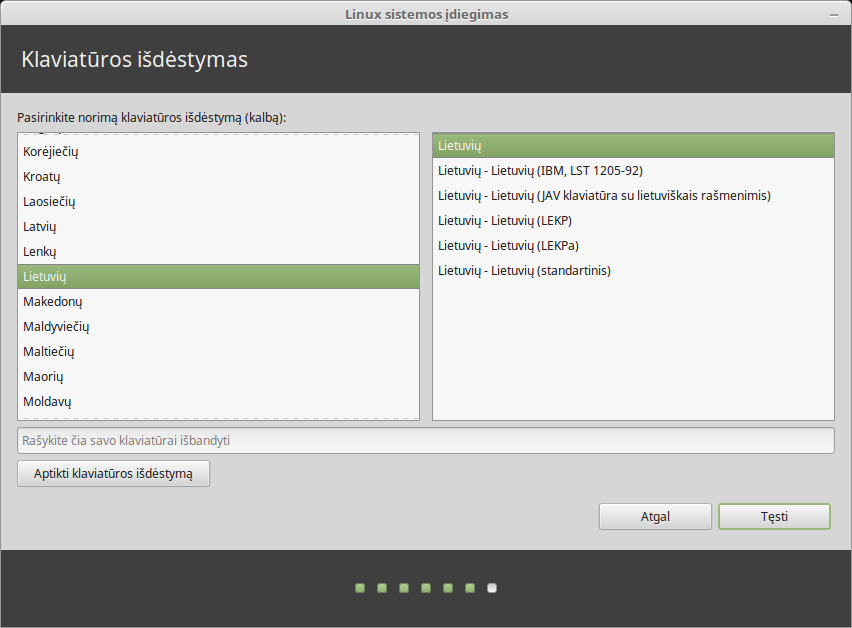 Linux sistemos įdiegimas
Klaviatūros išdėstymas
Pasirinkite norimą klaviatūros išdėstymą (kalbą):
Korėjiečių
Kroatų
Laosiečių
Latvių
Lenkų
Lietuvių
Makedonų
Maldyviečių
Maltiečių
Maorių
Moldavų
Lietuvių
Lietuvių - Lietuvių (IBM, LST 1205-92)
Lietuvių - Lietuvių (JAV klaviatūra su lietuviškais rašmenimis)
Lietuvių - Lietuvių (LEKP)
Lietuvių - Lietuvių (LEKPa)
Lietuvių - Lietuvių (standartinis)
Rašykite čia savo klaviatūrai išbandyti
Aptikti klaviatūros išdėstymą
Atgal
Tęsti